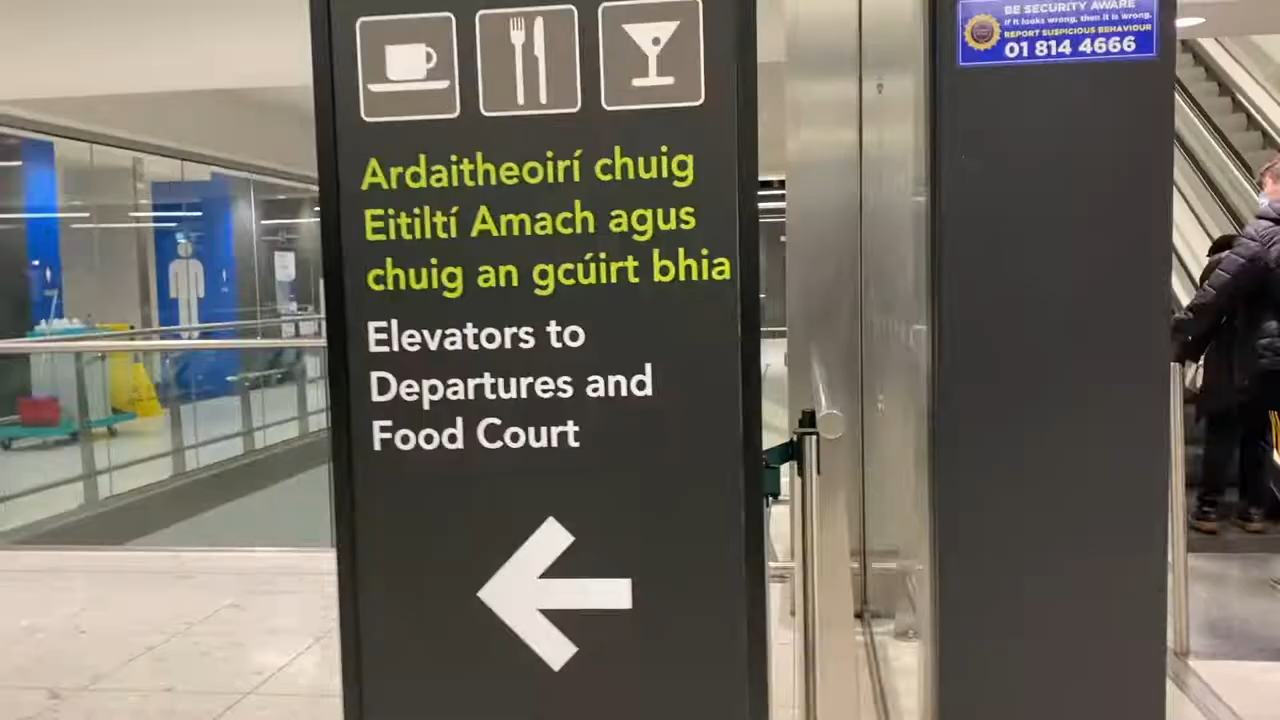 Ardaitheoirí chuig
Eitiltí Amach agus
chuig an gcúirt bhia
Elevators to
Departures and
Food Court
BE SECURITY AWARE
If it looks wrong, then it is wrong.
REPORT SUSPICIOUS BEHAVIOUR
01 814 4666